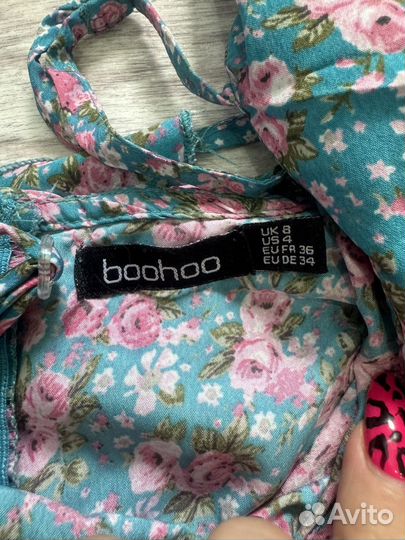 boohoo
UK 8
US 4
EU FR 36
EU DE 34
Avito